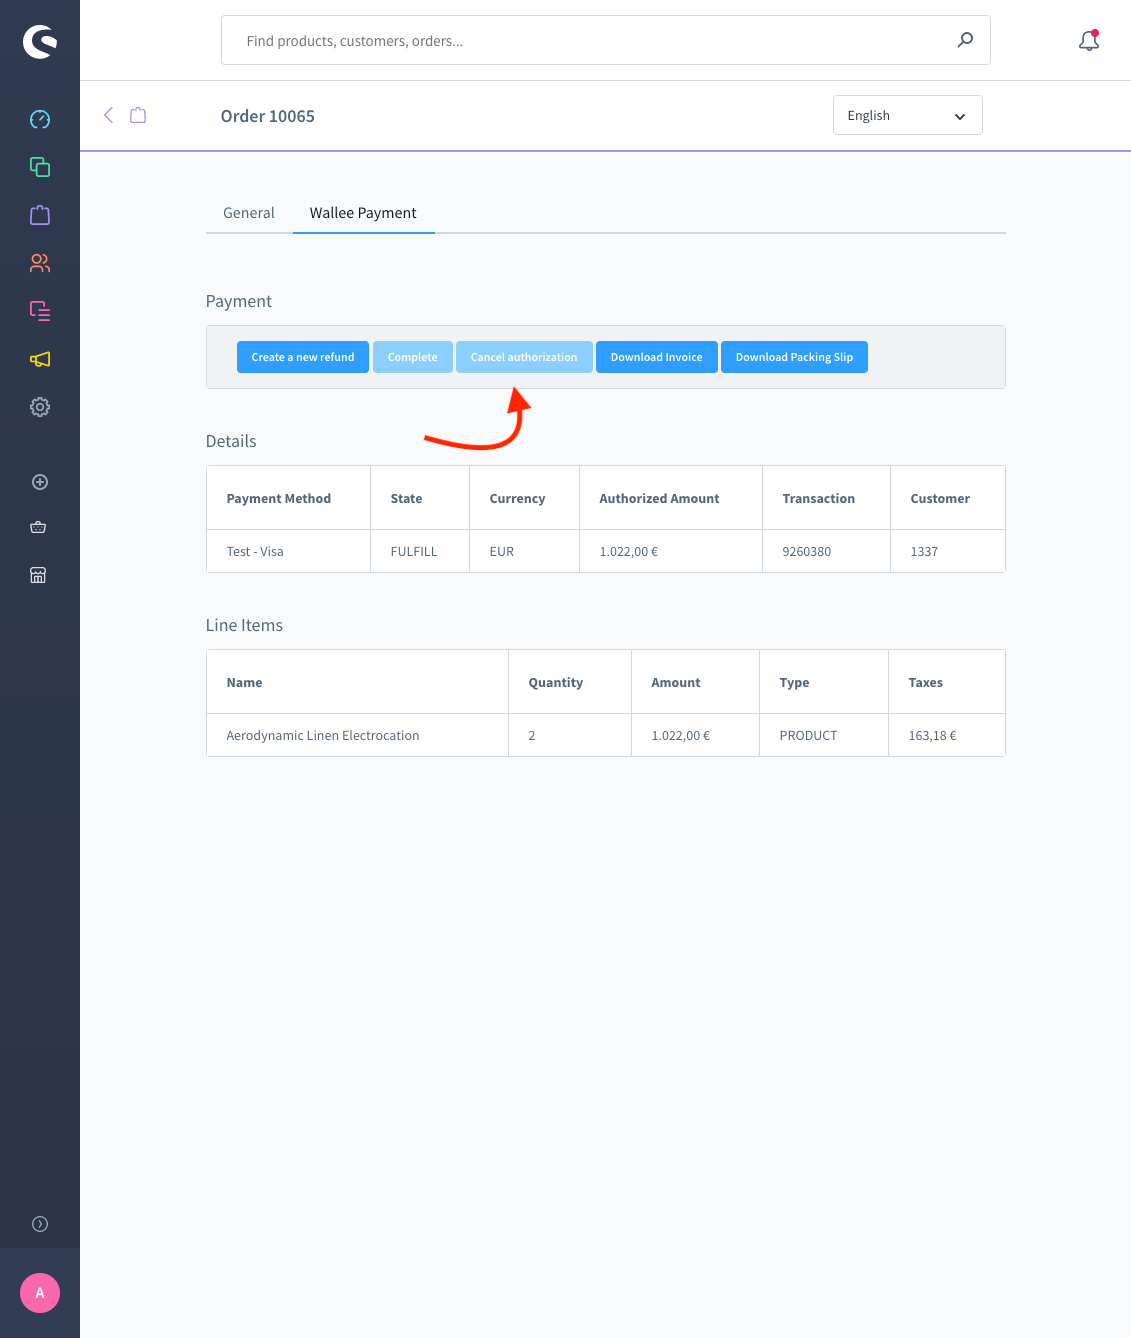 Find products, customers, orders...
Order 10065
English
General Wallee Payment
Payment
Create a new refund Complete Cancel authorization Download Invoice Download Packing Slip
Details
Payment Method State Currency Authorized Amount Transaction Customer
Test - Visa FULFILL EUR 1.022,00 € 9260380 1337
Line Items
Name Quantity Amount Type Taxes
Aerodynamic Linen Electrocation 2 1.022,00 € PRODUCT 163,18 €
A